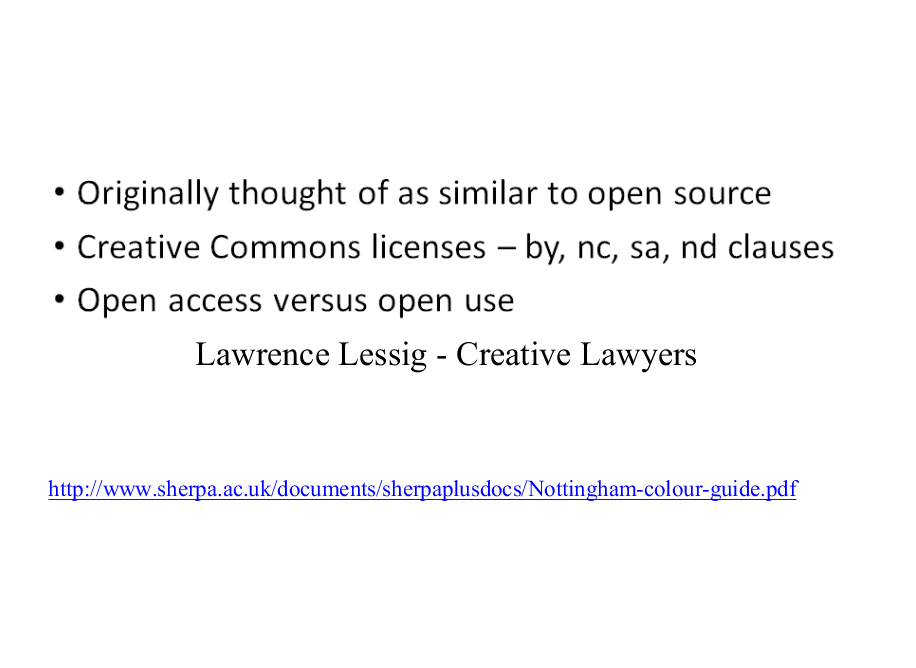 • Originally thought of as similar to open source
• Creative Commons licenses – by, nc, sa, nd clauses
• Open access versus open use
Lawrence Lessig - Creative Lawyers
http://www.sherpa.ac.uk/documents/sherpaplusdocs/Nottingham-colour-guide.pdf